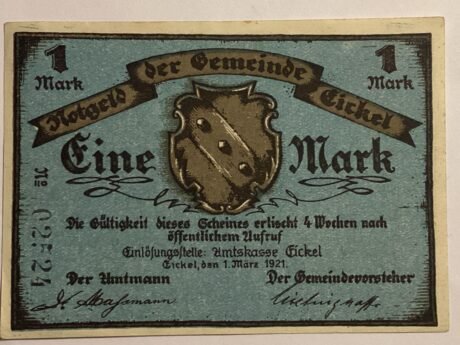 1 1
Mark Mark
Notgeld der Gemeinde Eickel
Eine Mark
No 02524
Die Gültigkeit dieses Scheines erlischt 4 Wochen nach
öffentlichem Aufruf
Einlösungsstelle: Amtskasse Eickel
Eickel, den 1. März 1921.
Der Amtmann Der Gemeindevorsteher